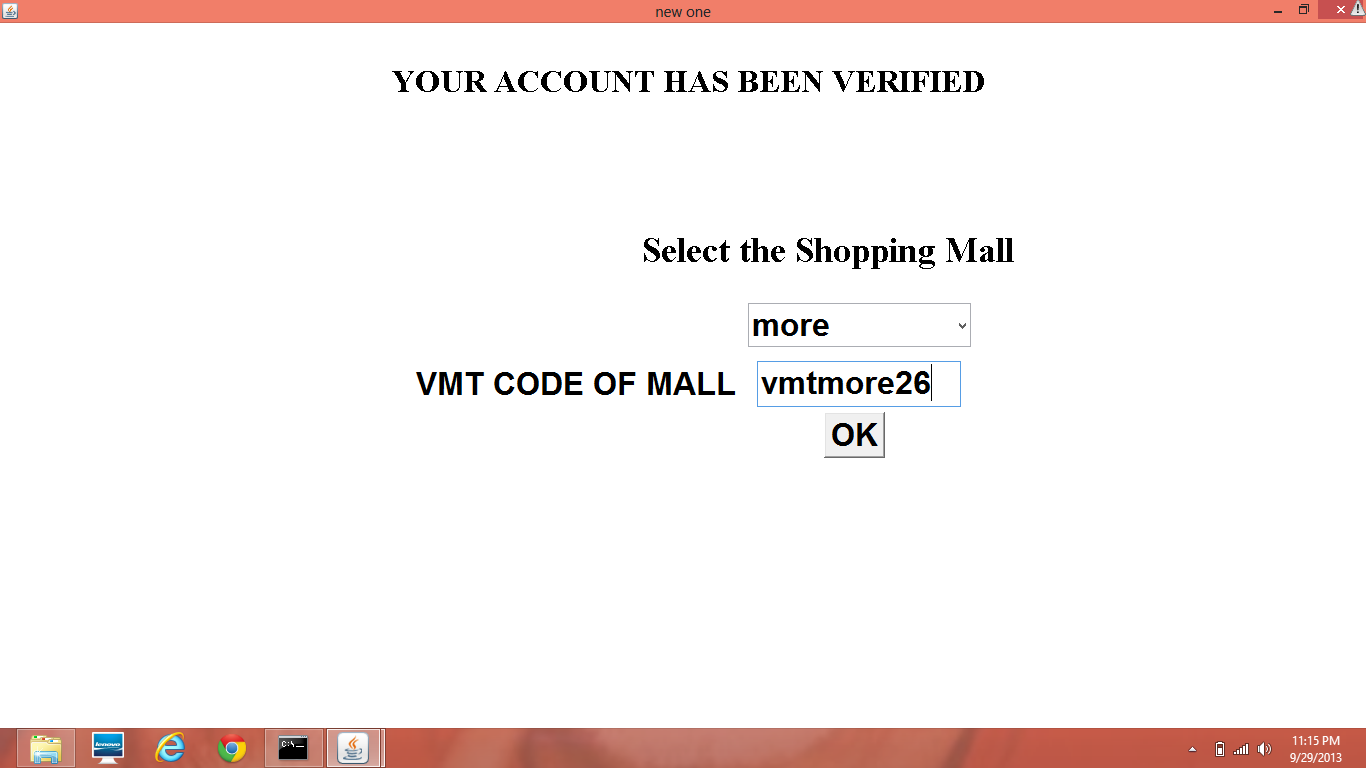 new one
YOUR ACCOUNT HAS BEEN VERIFIED
Select the Shopping Mall
more
VMT CODE OF MALL vmtmore26
OK
lenovo
C:\
11:15 PM
9/29/2013